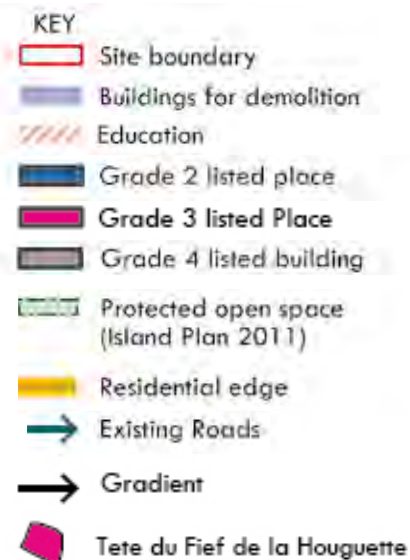 KEY
Site boundary
Buildings for demolition
Education
Grade 2 listed place
Grade 3 listed Place
Grade 4 listed building
Protected open space
(Island Plan 2011)
Residential edge
Existing Roads
Gradient
Tete du Fief de la Houguette